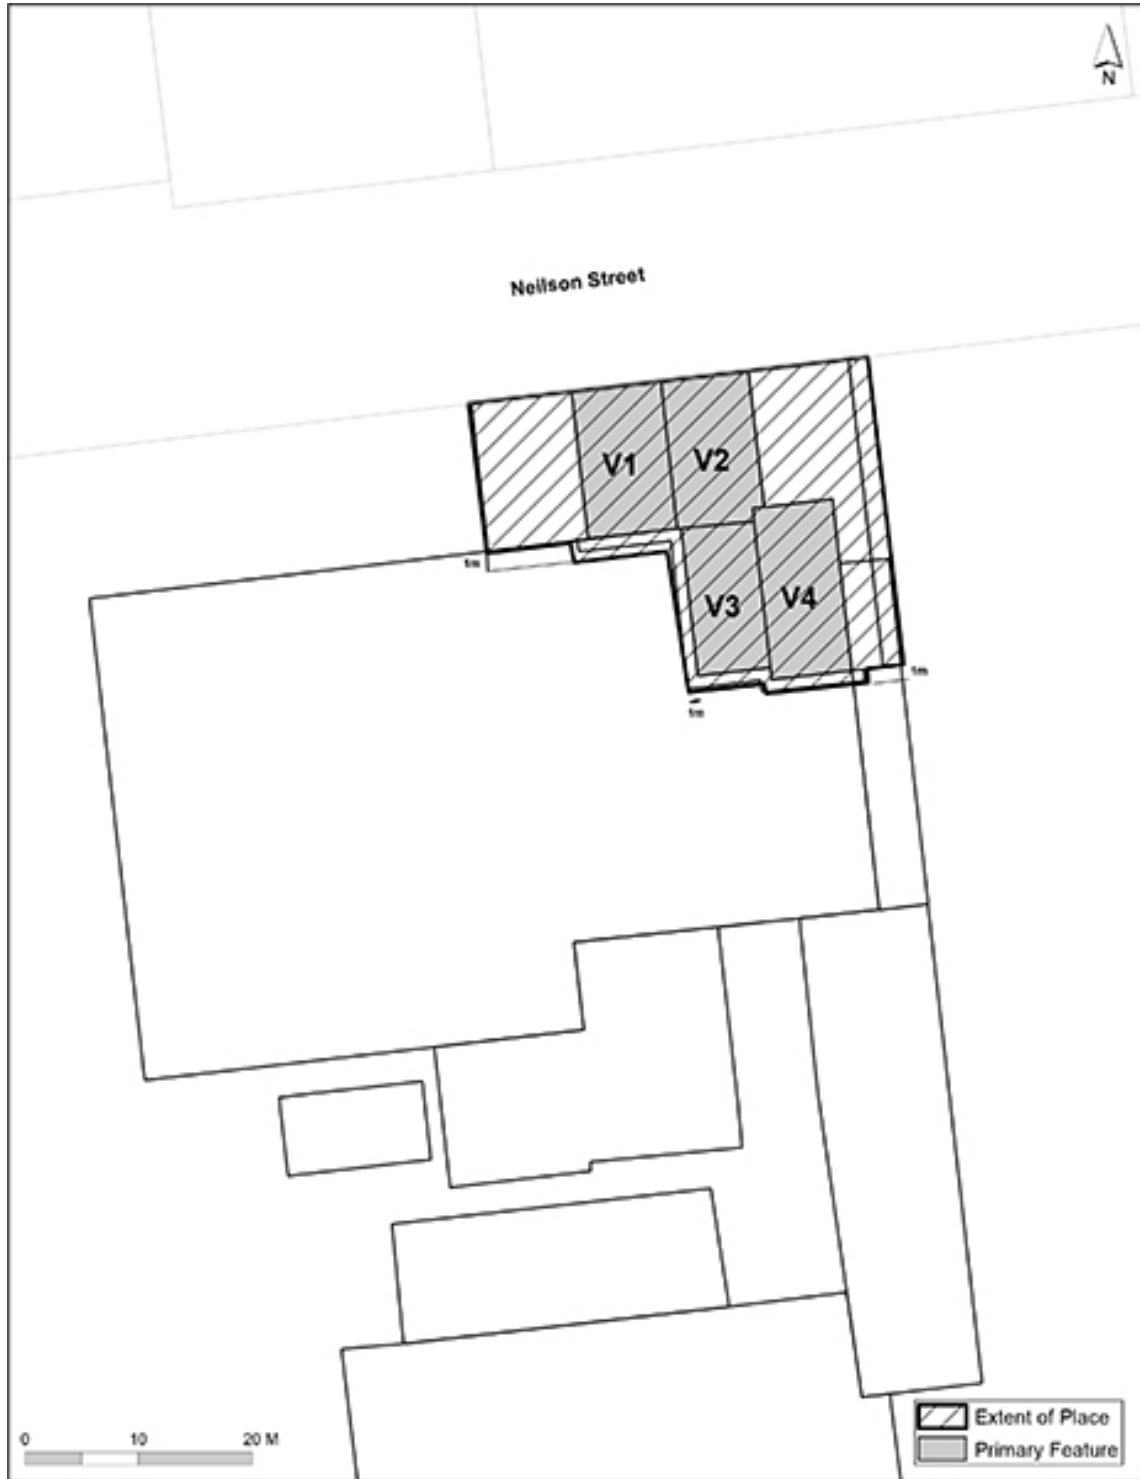 N
Neilson Street
V1
V2
1m
V3
V4
1m
1m
Extent of Place
Primary Feature
0 10 20 M